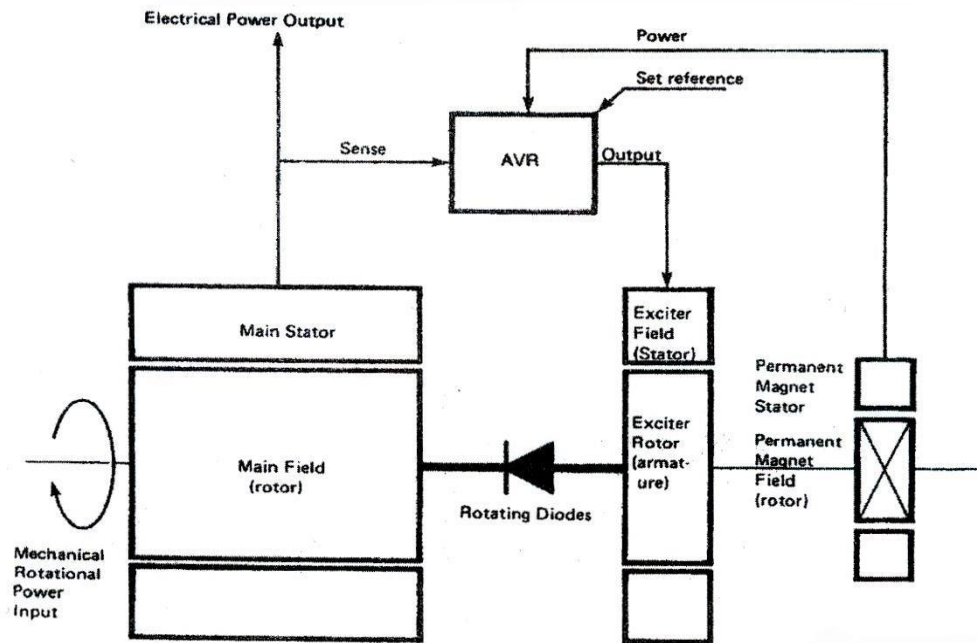 Electrical Power Output
Power
Set reference
Sense
AVR
Output
Main Stator
Exciter
Field
(Stator)
Permanent
Magnet
Stator
Main Field
(rotor)
Exciter
Rotor
(armat-
ure)
Permanent
Magnet
Field
(rotor)
Rotating Diodes
Mechanical
Rotational
Power
Input